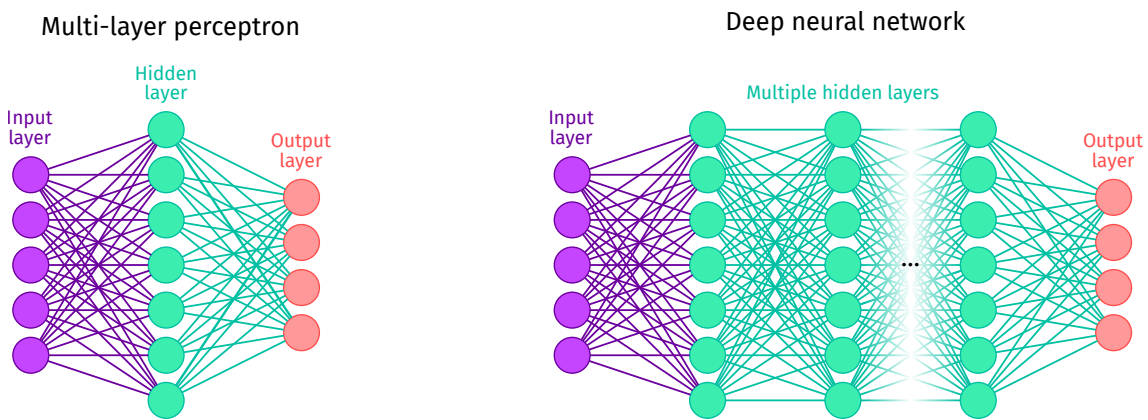 Multi-layer perceptron
Hidden
layer
Input
layer
Output
layer
Deep neural network
Multiple hidden layers
Input
layer
Output
layer
...